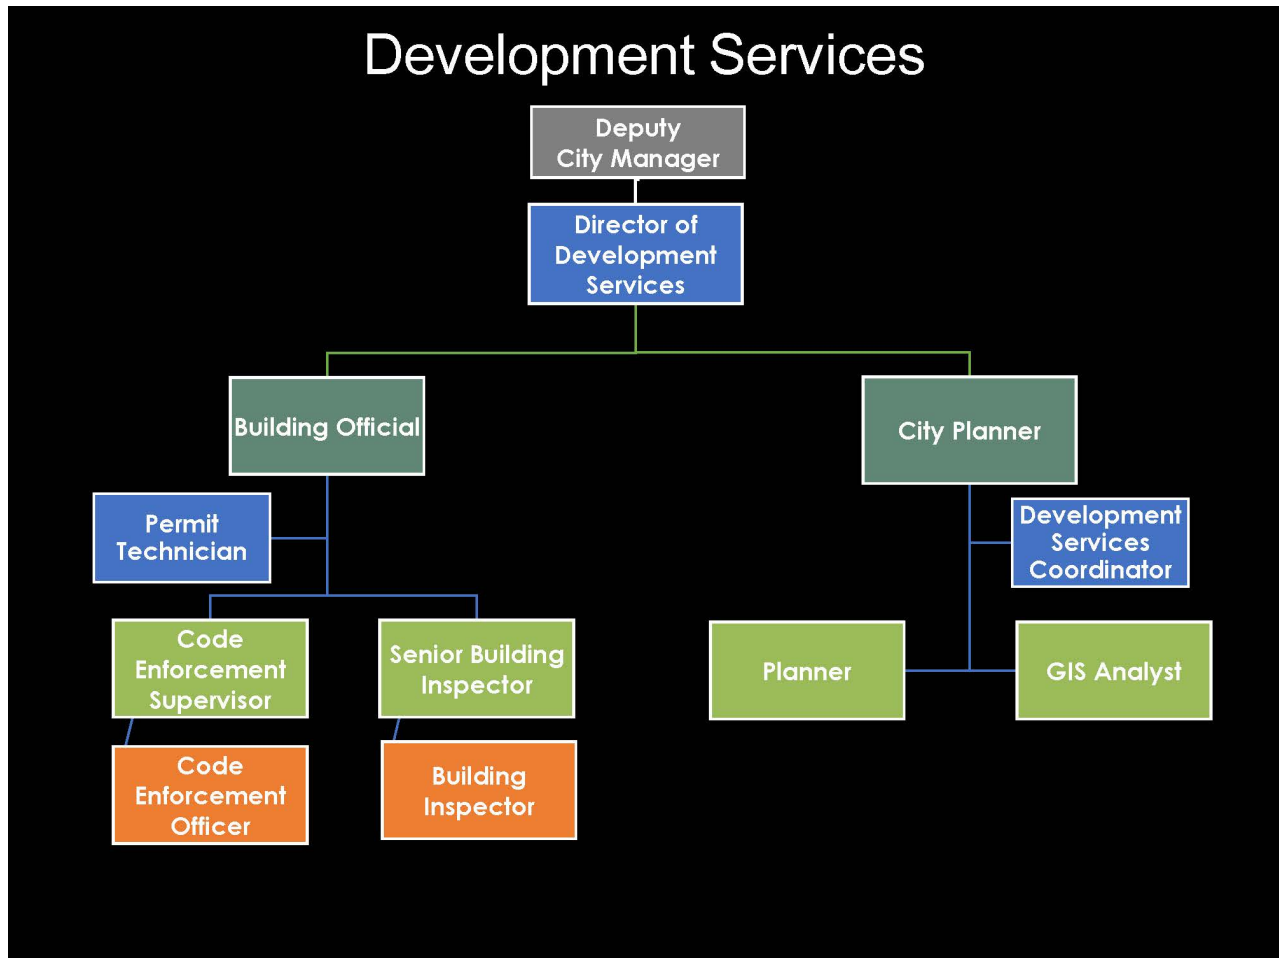 Development Services
Deputy
City Manager
Director of
Development
Services
Building Official
City Planner
Permit
Technician
Development
Services
Coordinator
Code
Enforcement
Supervisor
Senior Building
Inspector
Planner
GIS Analyst
Code
Enforcement
Officer
Building
Inspector